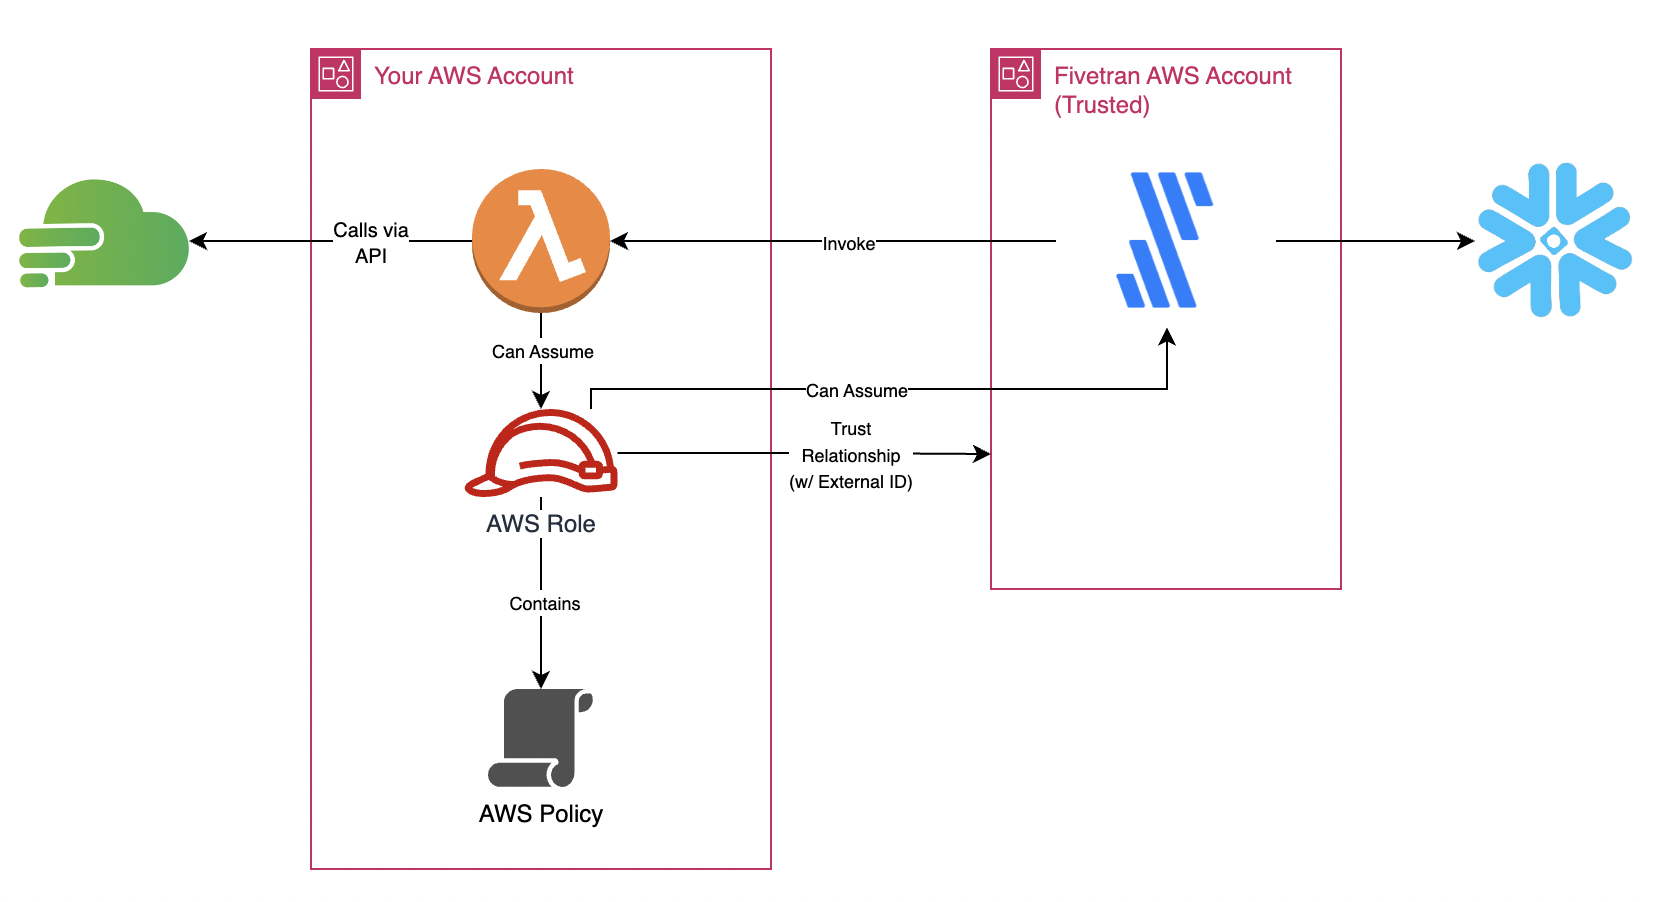 Your AWS Account
Fivetran AWS Account
(Trusted)
Calls via
API
Invoke
Can Assume
Can Assume
Trust
Relationship
(w/ External ID)
AWS Role
Contains
AWS Policy